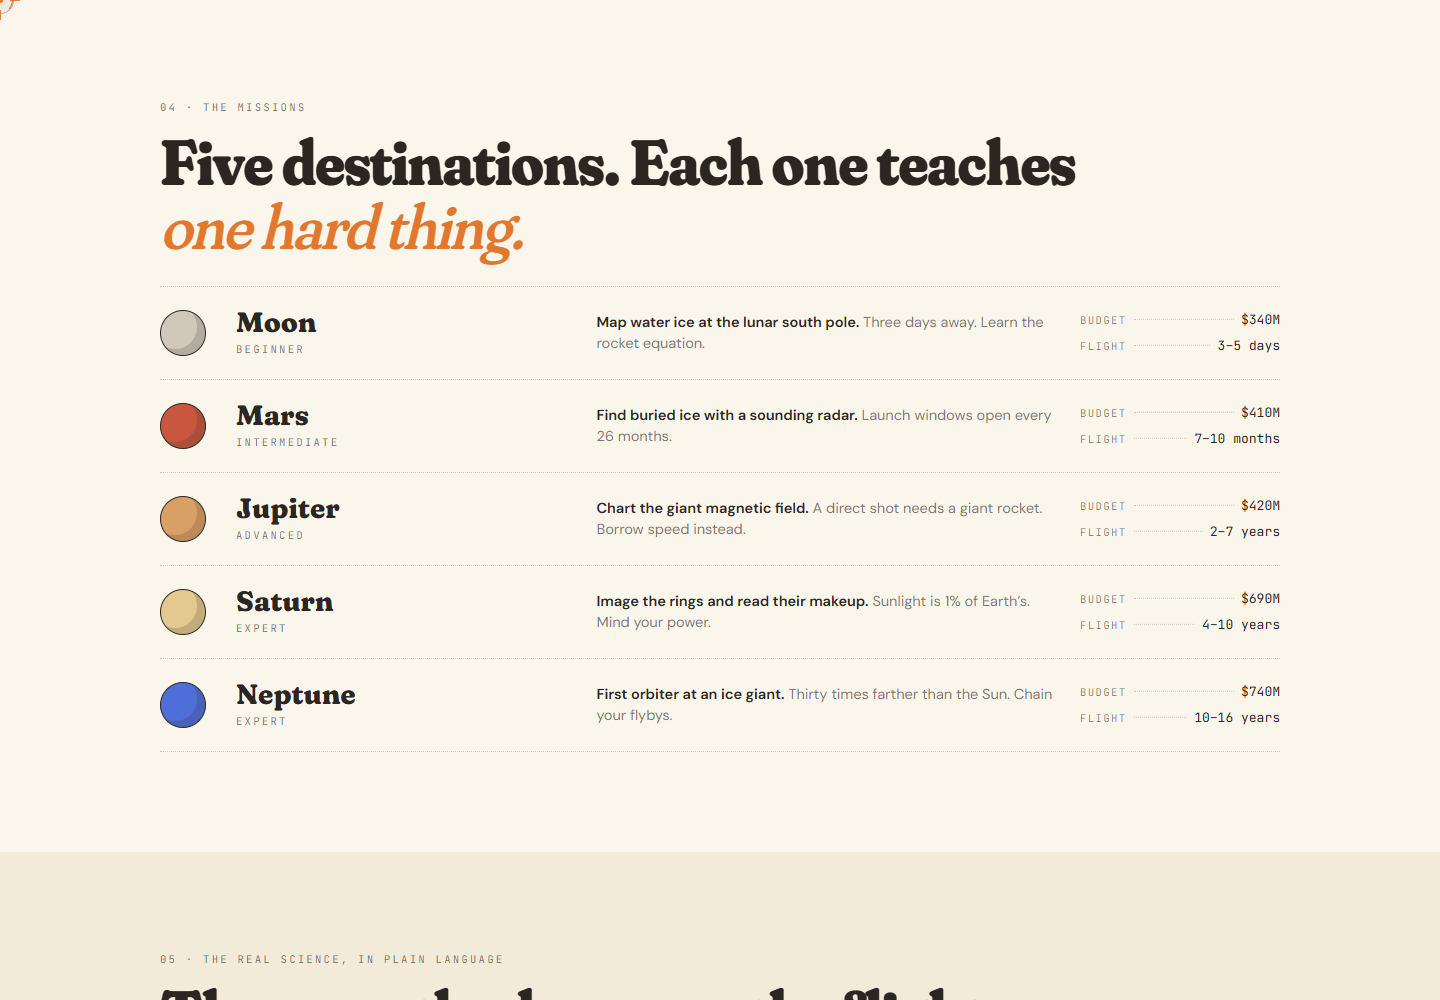 04 · THE MISSIONS
Five destinations. Each one teaches
one hard thing.
Moon
BEGINNER
Map water ice at the lunar south pole. Three days away. Learn the
rocket equation.
BUDGET $340M
FLIGHT 3–5 days
Mars
INTERMEDIATE
Find buried ice with a sounding radar. Launch windows open every
26 months.
BUDGET $410M
FLIGHT 7–10 months
Jupiter
ADVANCED
Chart the giant magnetic field. A direct shot needs a giant rocket.
Borrow speed instead.
BUDGET $420M
FLIGHT 2–7 years
Saturn
EXPERT
Image the rings and read their makeup. Sunlight is 1% of Earth’s.
Mind your power.
BUDGET $690M
FLIGHT 4–10 years
Neptune
EXPERT
First orbiter at an ice giant. Thirty times farther than the Sun. Chain
your flybys.
BUDGET $740M
FLIGHT 10–16 years
05 · THE REAL SCIENCE, IN PLAIN LANGUAGE